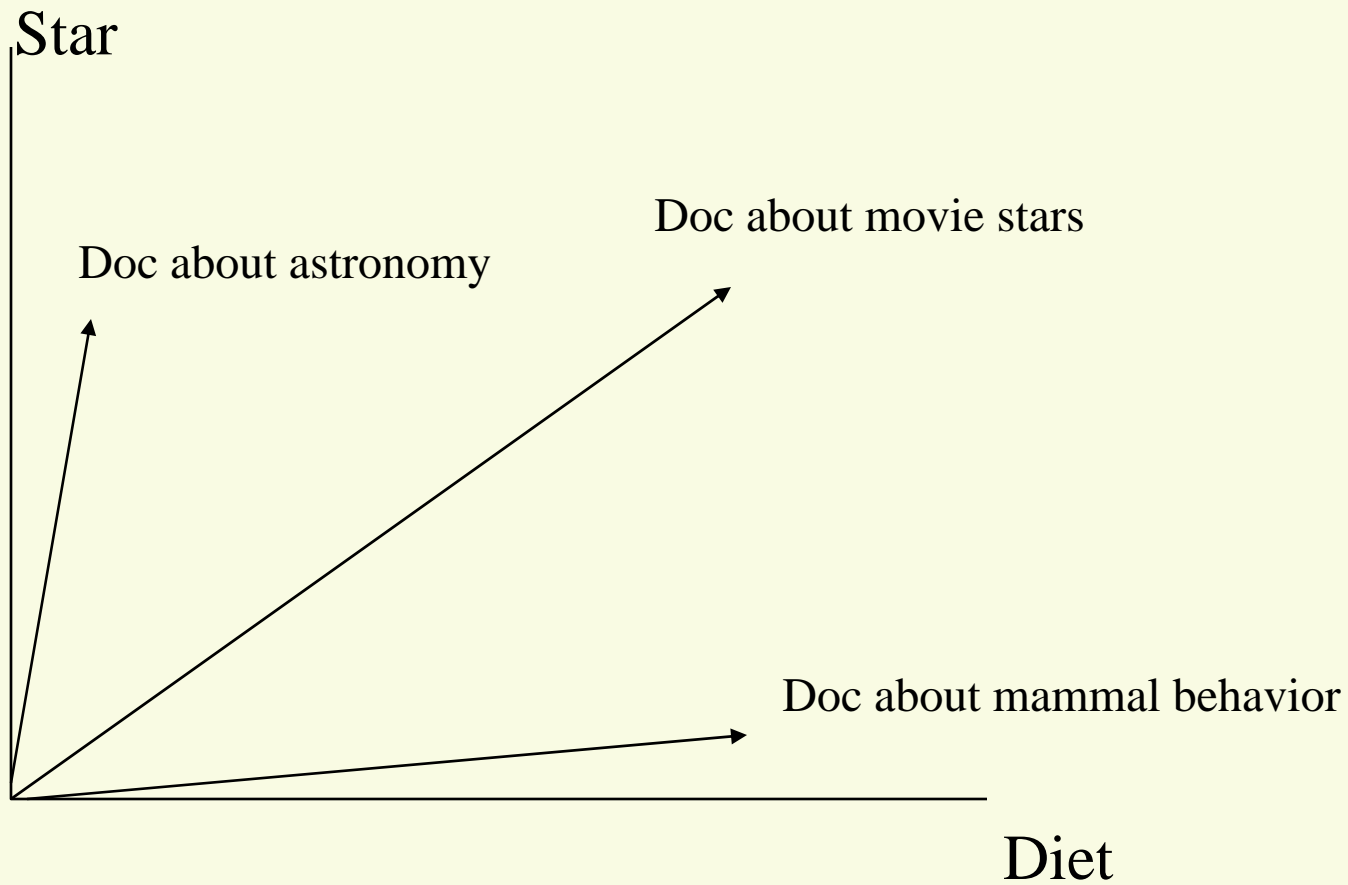 Star
Doc about movie stars
Doc about astronomy
Doc about mammal behavior
Diet